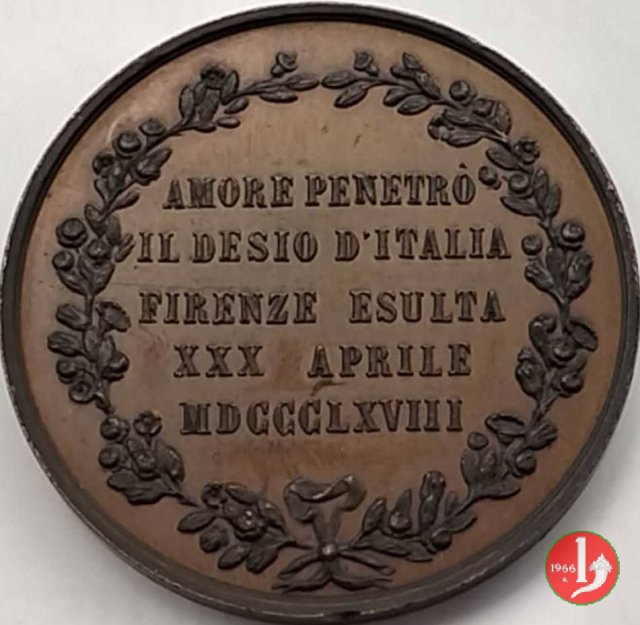 AMORE PENETRÒ
IL DESIO D'ITALIA
FIRENZE ESULTA
XXX APRILE
MDCCCLXVIII
1966